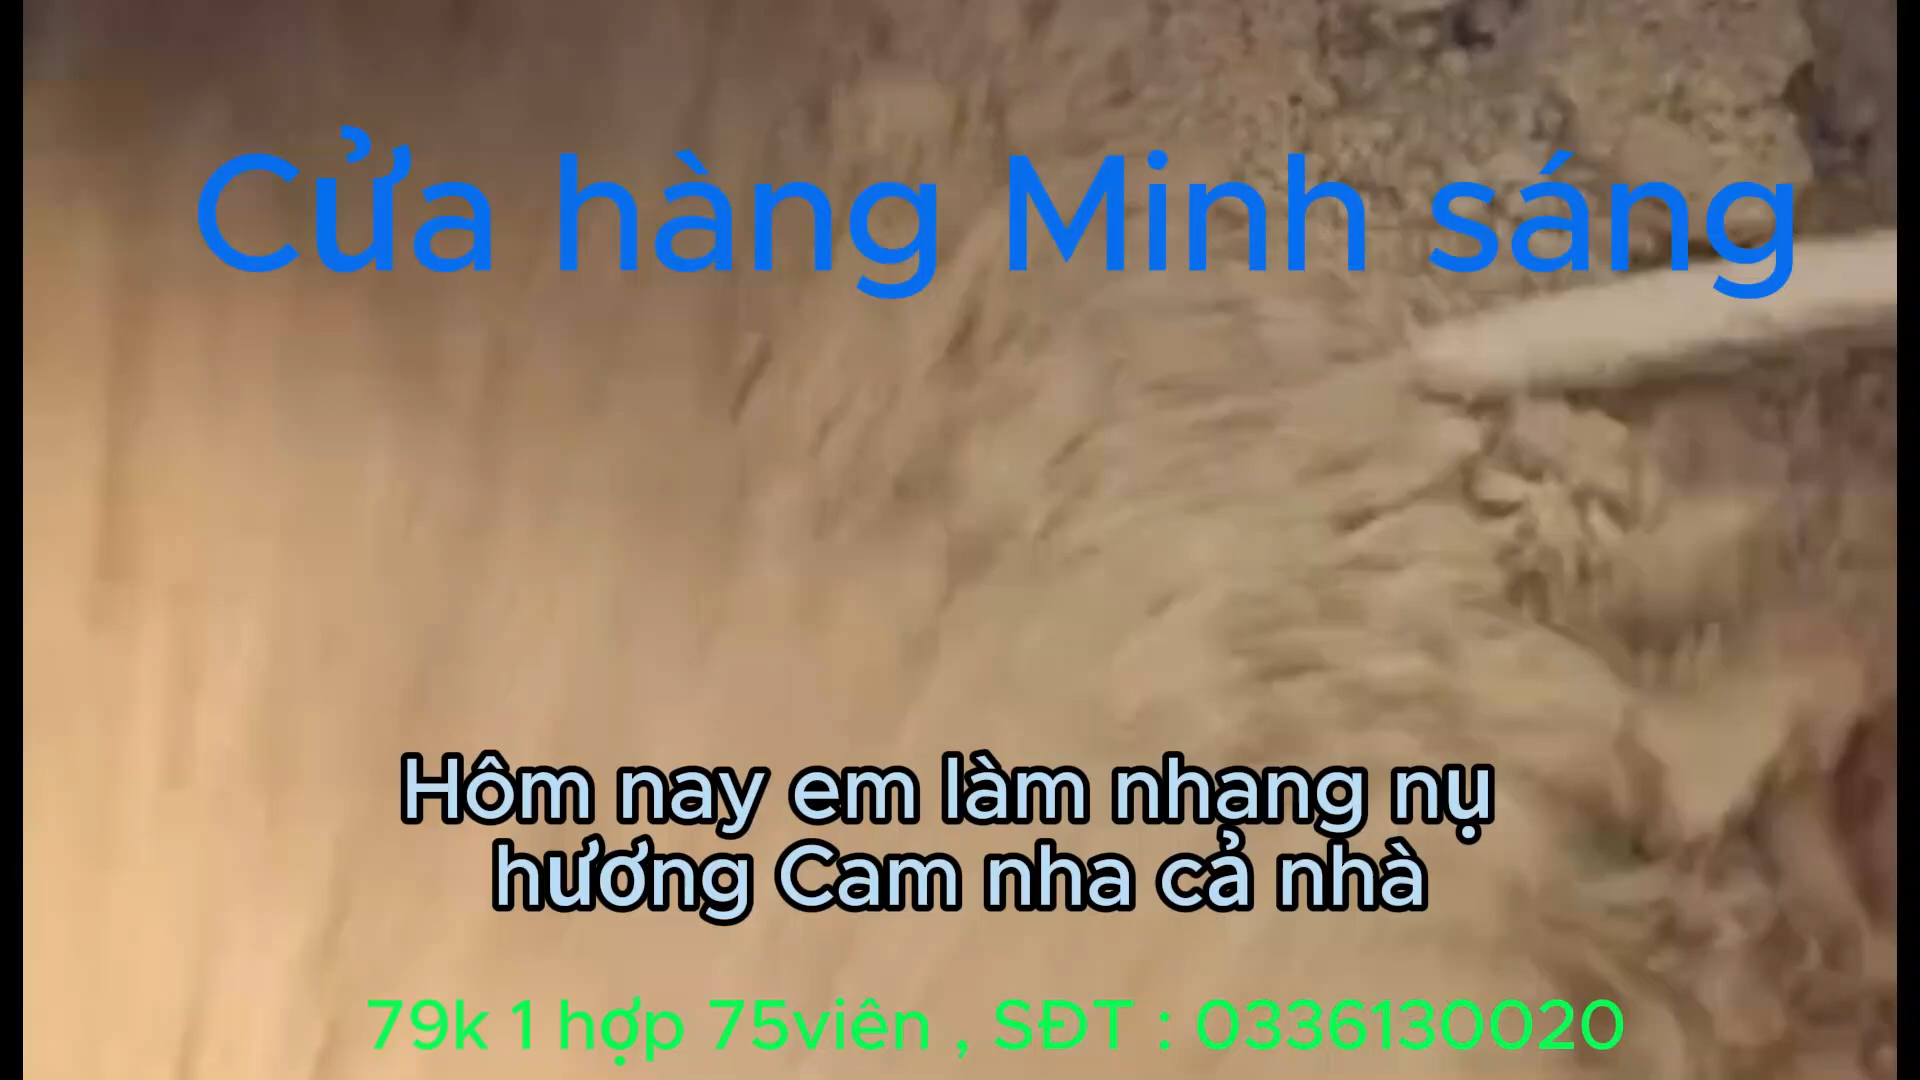 Cửa hàng Minh sáng
Hôm nay em làm nhang nụ
hương Cam nha cả nhà
79k 1 hợp 75viên , SĐT : 0336130020